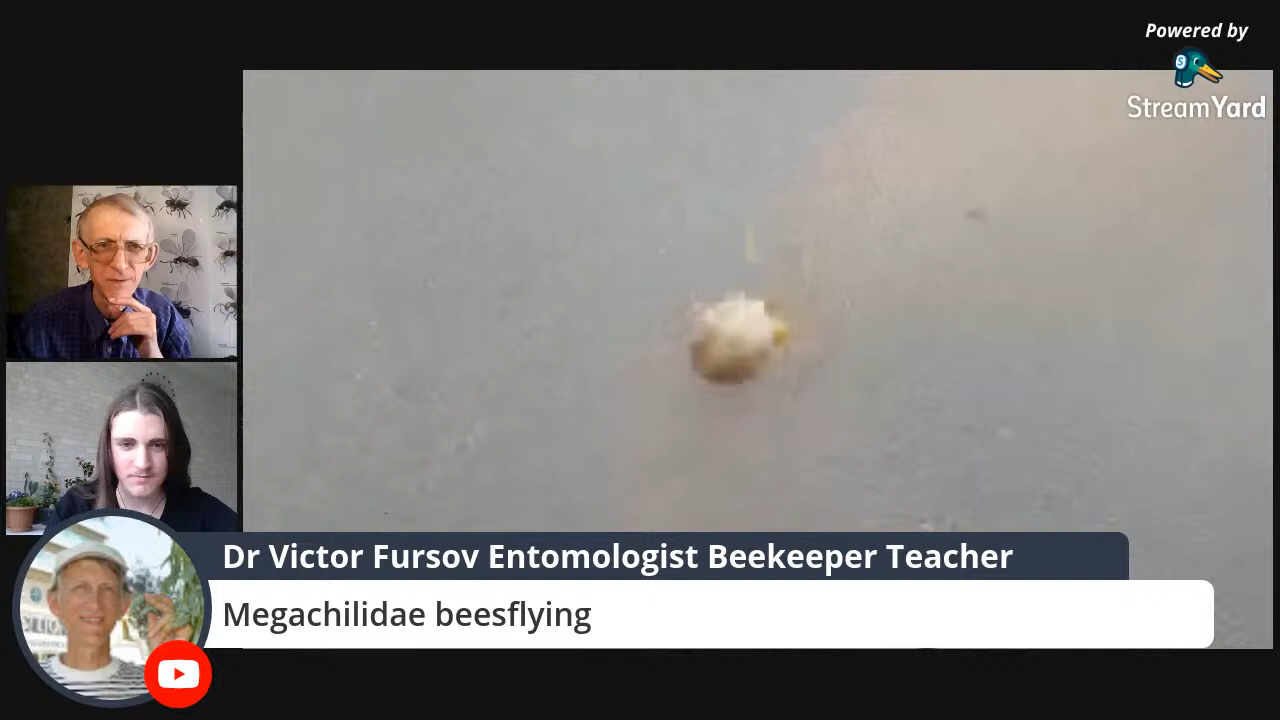 Powered by
StreamYard
Dr Victor Fursov Entomologist Beekeeper Teacher
Megachilidae beesflying